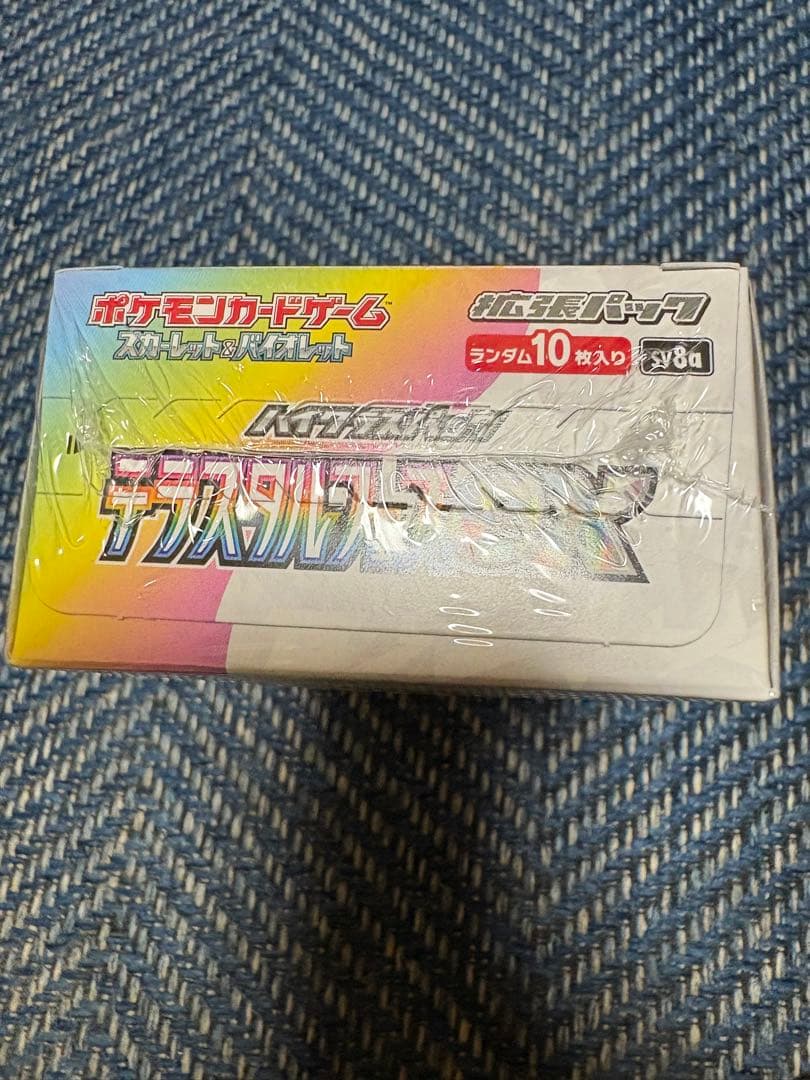 ポケモンカードゲーム™
スカーレット&バイオレット
拡張パック
ランダム10枚入り sv8a
ハイクラスパック
テラスタルフェス